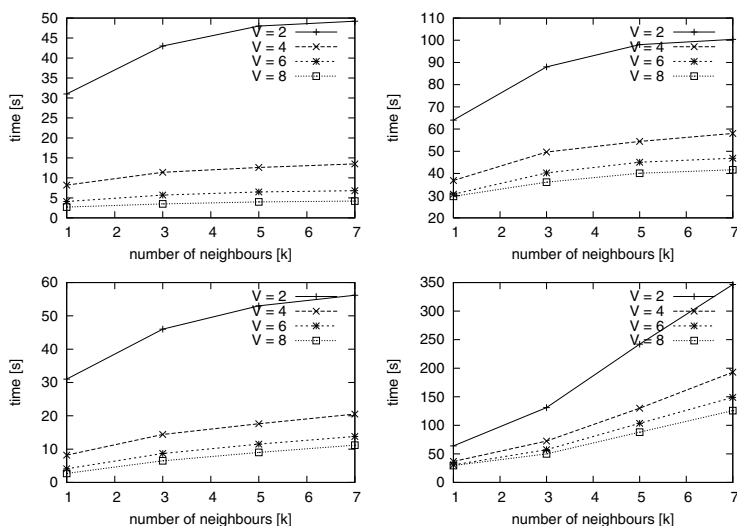 50
45
40
35
30
25
20
15
10
5
0
time [s]
1 2 3 4 5 6 7
number of neighbours [k]
V = 2
V = 4
V = 6
V = 8
110
100
90
80
70
60
50
40
30
20
time [s]
1 2 3 4 5 6 7
number of neighbours [k]
V = 2
V = 4
V = 6
V = 8
60
50
40
30
20
10
0
time [s]
1 2 3 4 5 6 7
number of neighbours [k]
V = 2
V = 4
V = 6
V = 8
350
300
250
200
150
100
50
0
time [s]
1 2 3 4 5 6 7
number of neighbours [k]
V = 2
V = 4
V = 6
V = 8